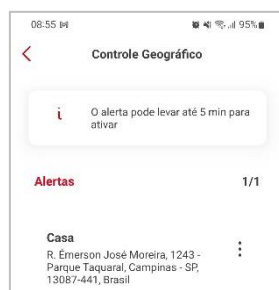 08:55
95%
Controle Geográfico
O alerta pode levar até 5 min para
ativar
Alertas 1/1
Casa
R. Émerson José Moreira, 1243 -
Parque Taquaral, Campinas - SP,
13087-441, Brasil